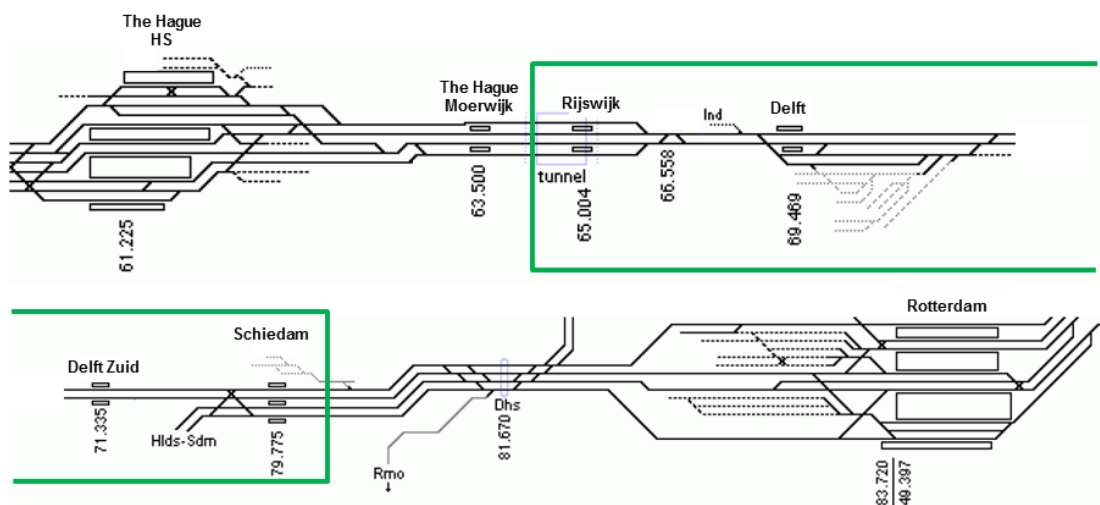 The Hague
HS
The Hague
Moerwijk
Rijswijk
Ind
Delft
tunnel
61.225
63.500
65.004
66.558
69.469
Rotterdam
Schiedam
Delft Zuid
Hlds-Sdm
Dhs
Rmo
71.335
79.775
81.670
83.720
49.397